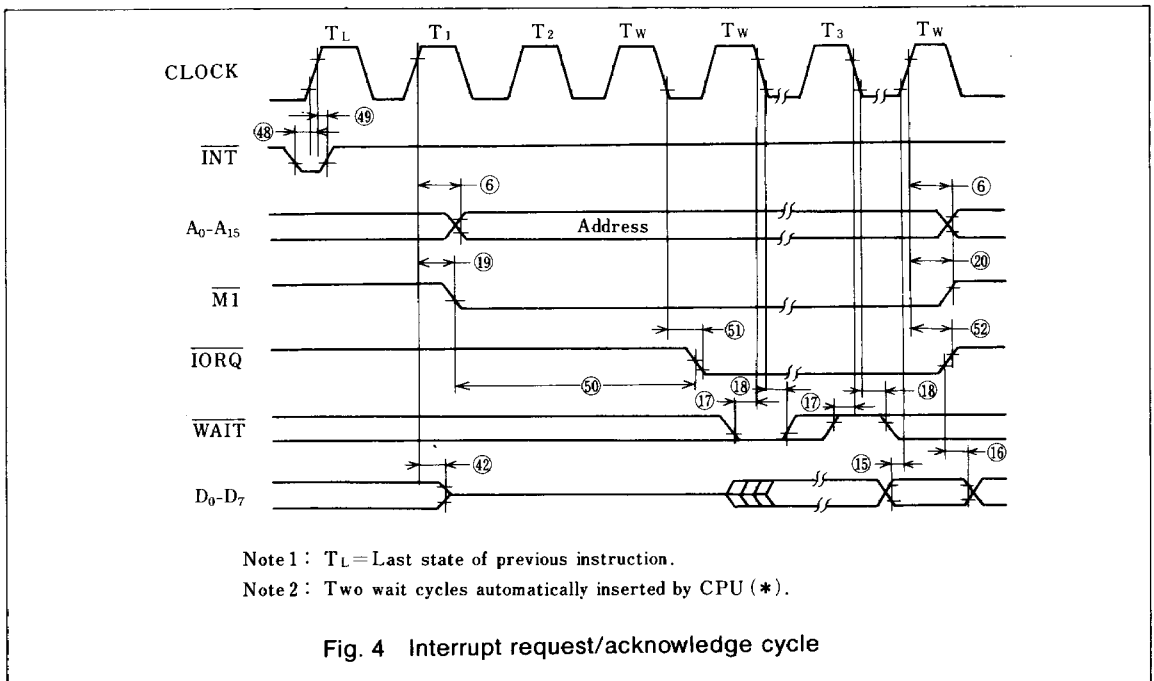 TL T1 T2 TW TW T3 TW
CLOCK
㊾
㊽
INT
⑥ ⑥
A0-A15 Address
⑲ ⑳
M1
51 52
IORQ
㊿ ⑱ ⑱
⑰ ⑰
WAIT
㊷ ⑮ ⑯
D0-D7
Note 1: TL=Last state of previous instruction.
Note 2: Two wait cycles automatically inserted by CPU (*).
Fig. 4 Interrupt request/acknowledge cycle